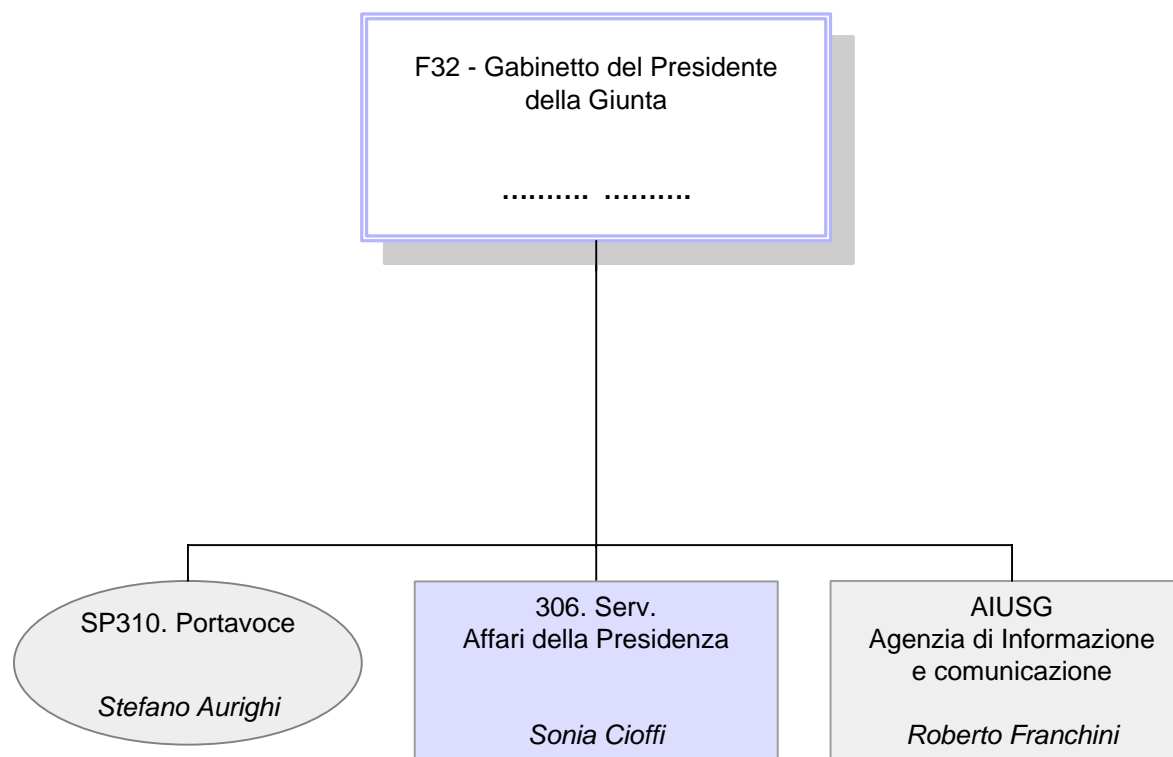 F32 - Gabinetto del Presidente
della Giunta
.......... ..........
SP310. Portavoce
Stefano Aurighi
306. Serv.
Affari della Presidenza
Sonia Cioffi
AIUSG
Agenzia di Informazione
e comunicazione
Roberto Franchini